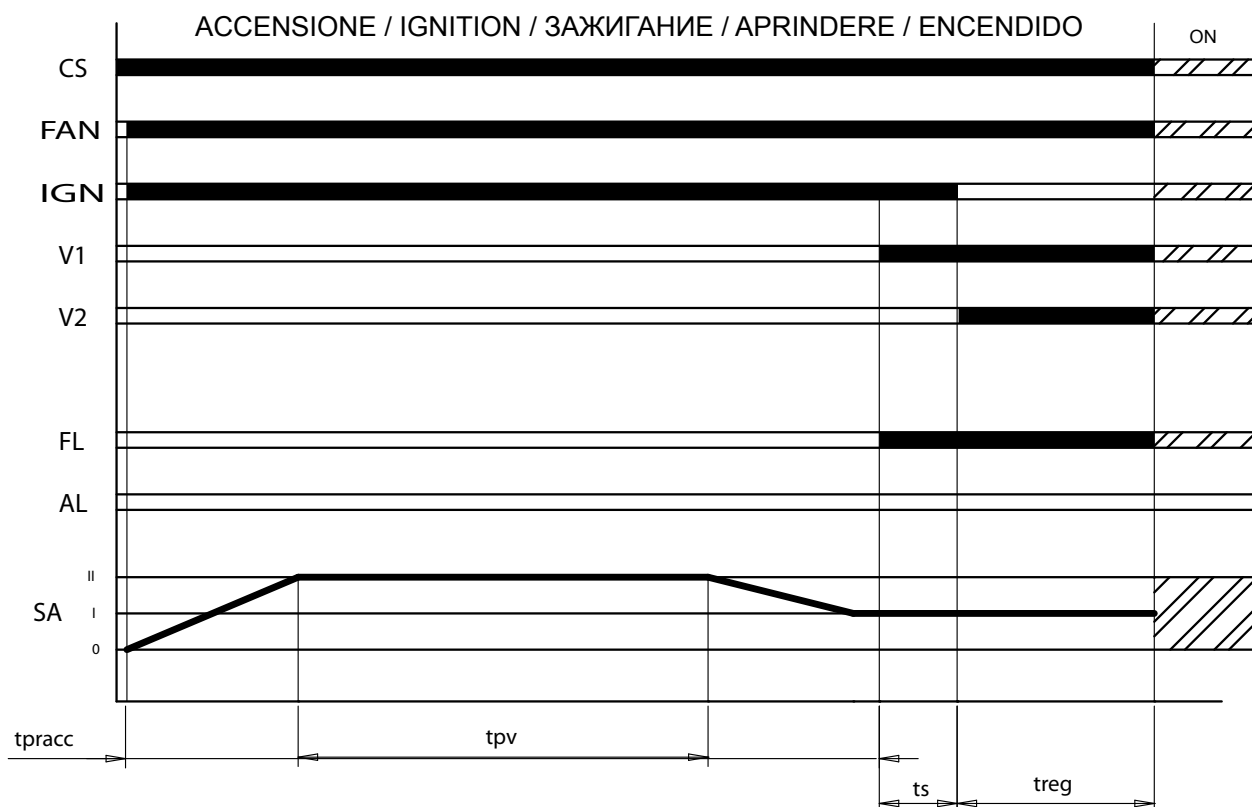 ACCENSIONE / IGNITION / ЗАЖИГАНИЕ / APRINDERE / ENCENDIDO
ON
CS
FAN
IGN
V1
V2
FL
AL
II
SA
I
0
tpracc
tpv
ts
treg